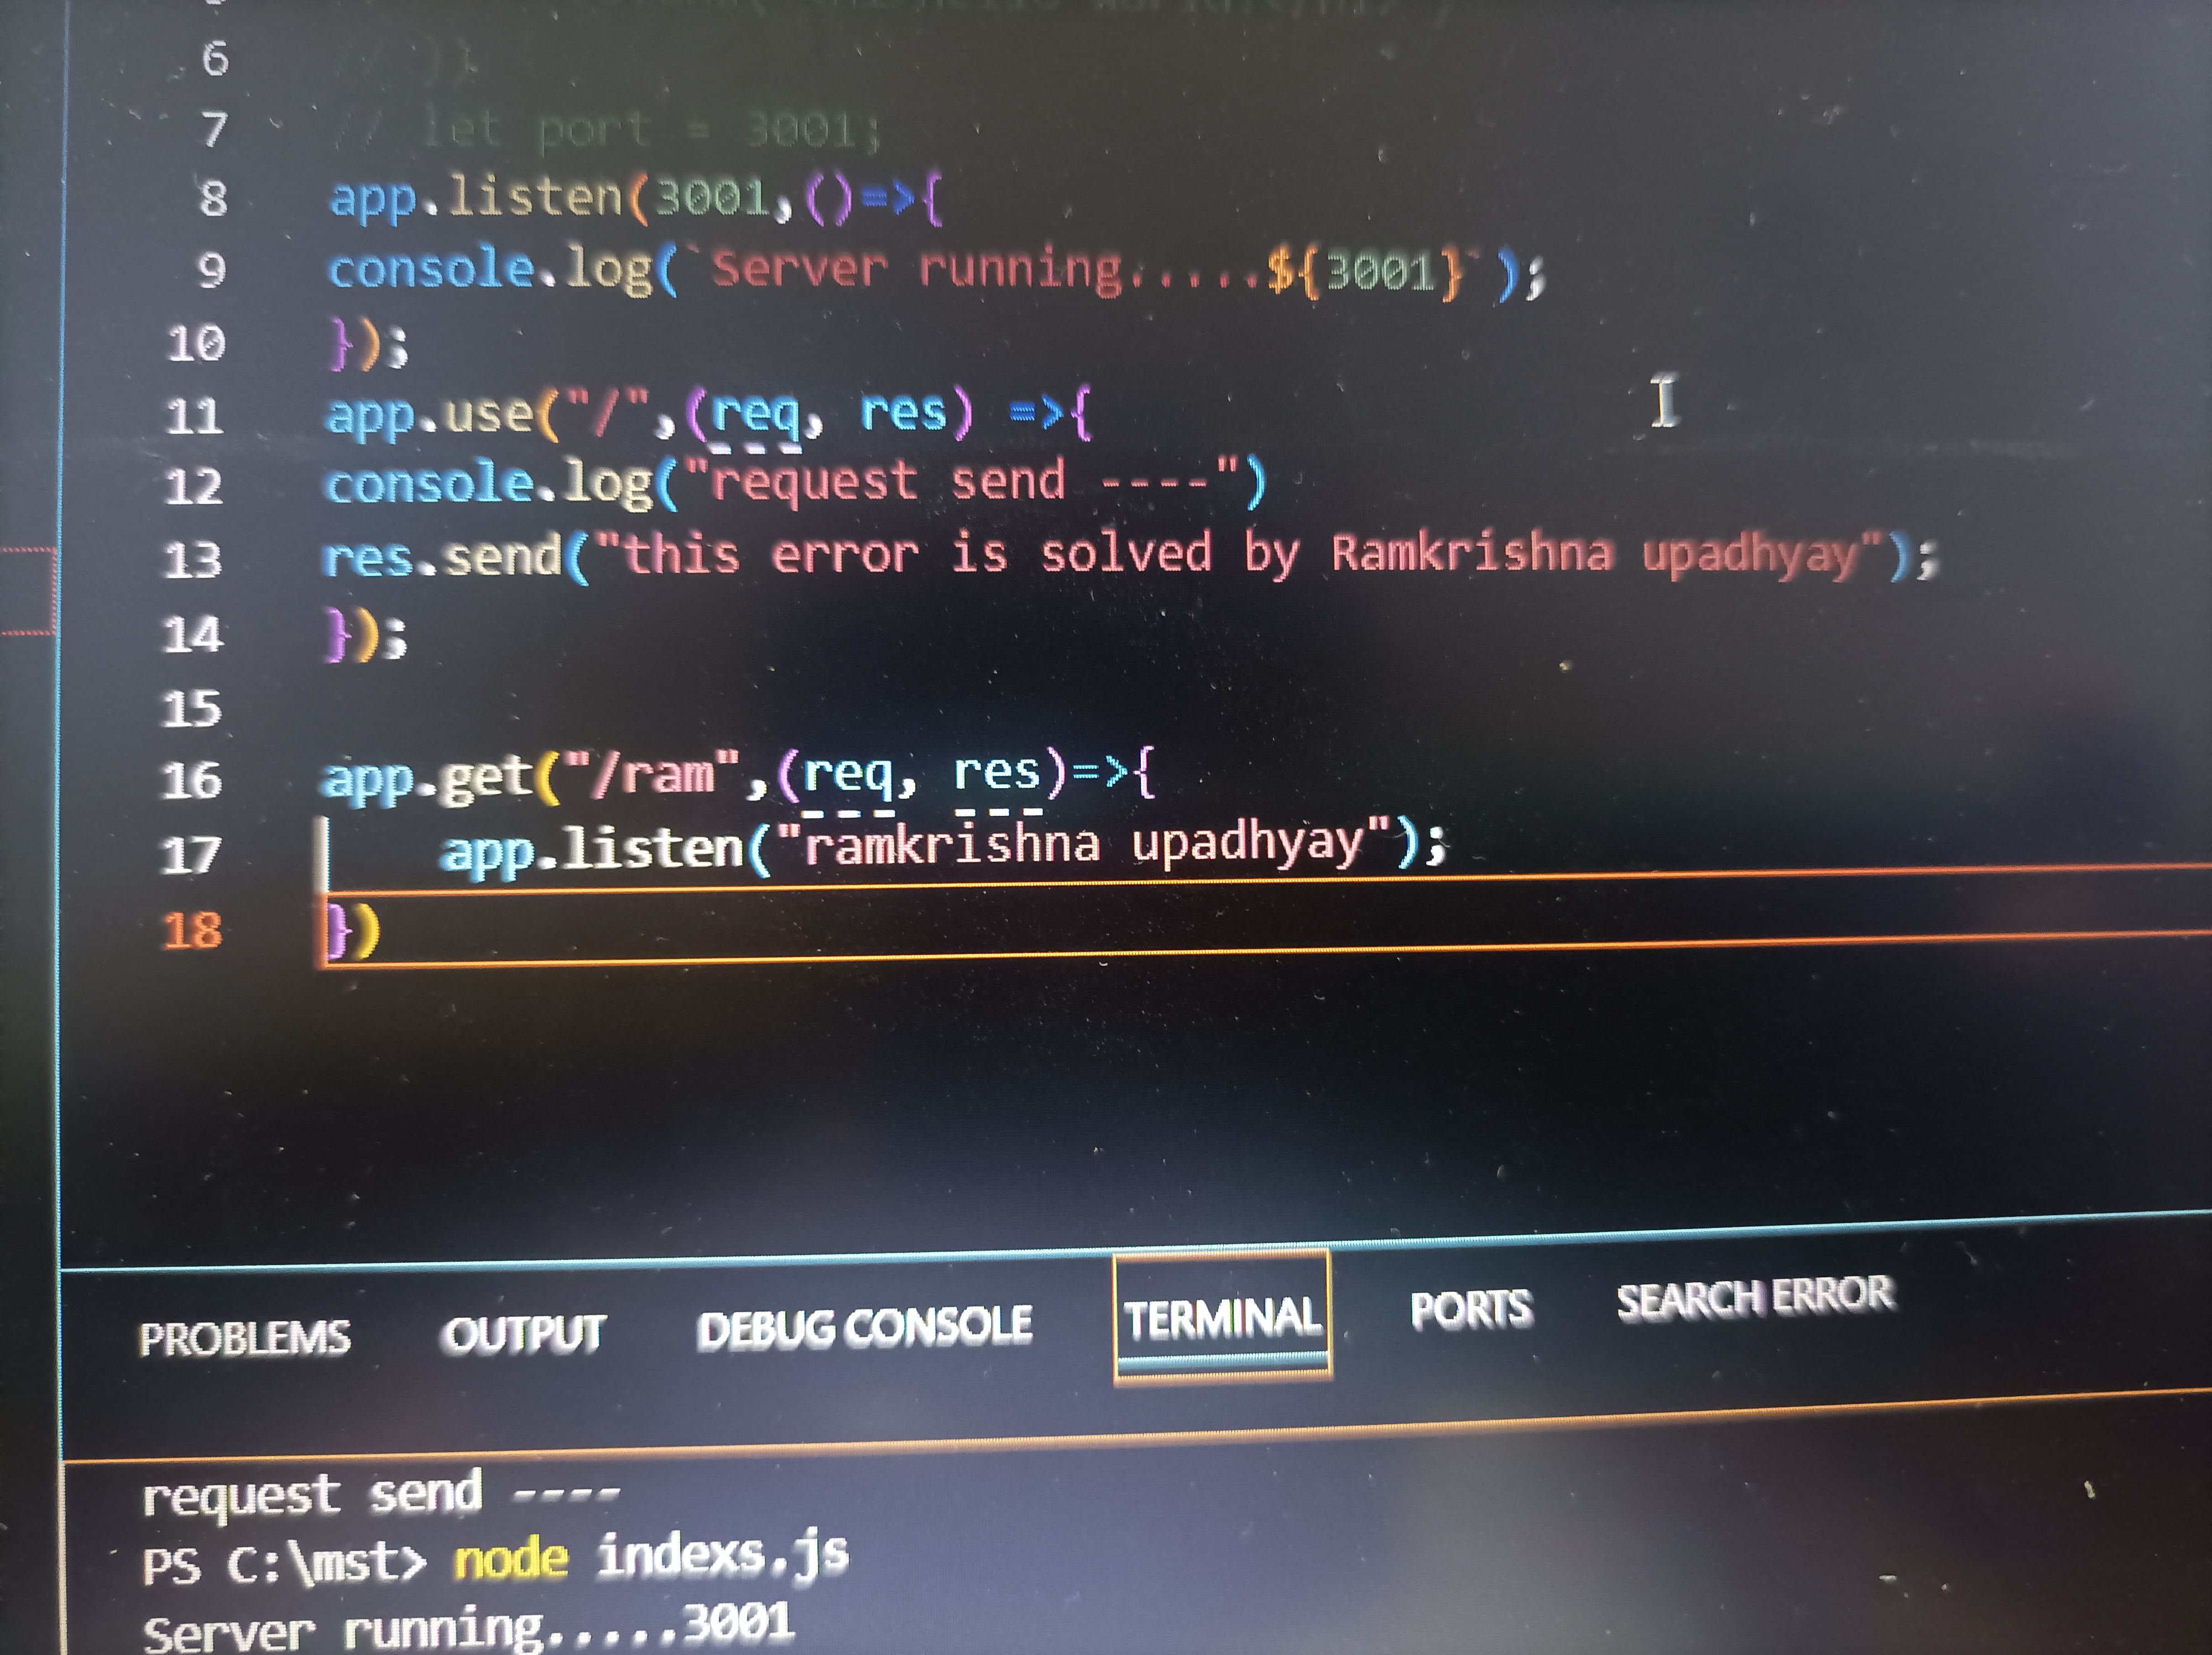 6 // })
7 // let port = 3001;
8 app.listen(3001,()=>{
9 console.log(`Server running.....${3001}`);
10 });
11 app.use("/",(req, res) =>{
12 console.log("request send ----")
13 res.send("this error is solved by Ramkrishna upadhyay");
14 });
15
16 app.get("/ram",(req, res)=>{
17 app.listen("ramkrishna upadhyay");
18 })
PROBLEMS OUTPUT DEBUG CONSOLE TERMINAL PORTS SEARCH ERROR
request send ----
PS C:\mst> node indexs.js
Server running.....3001